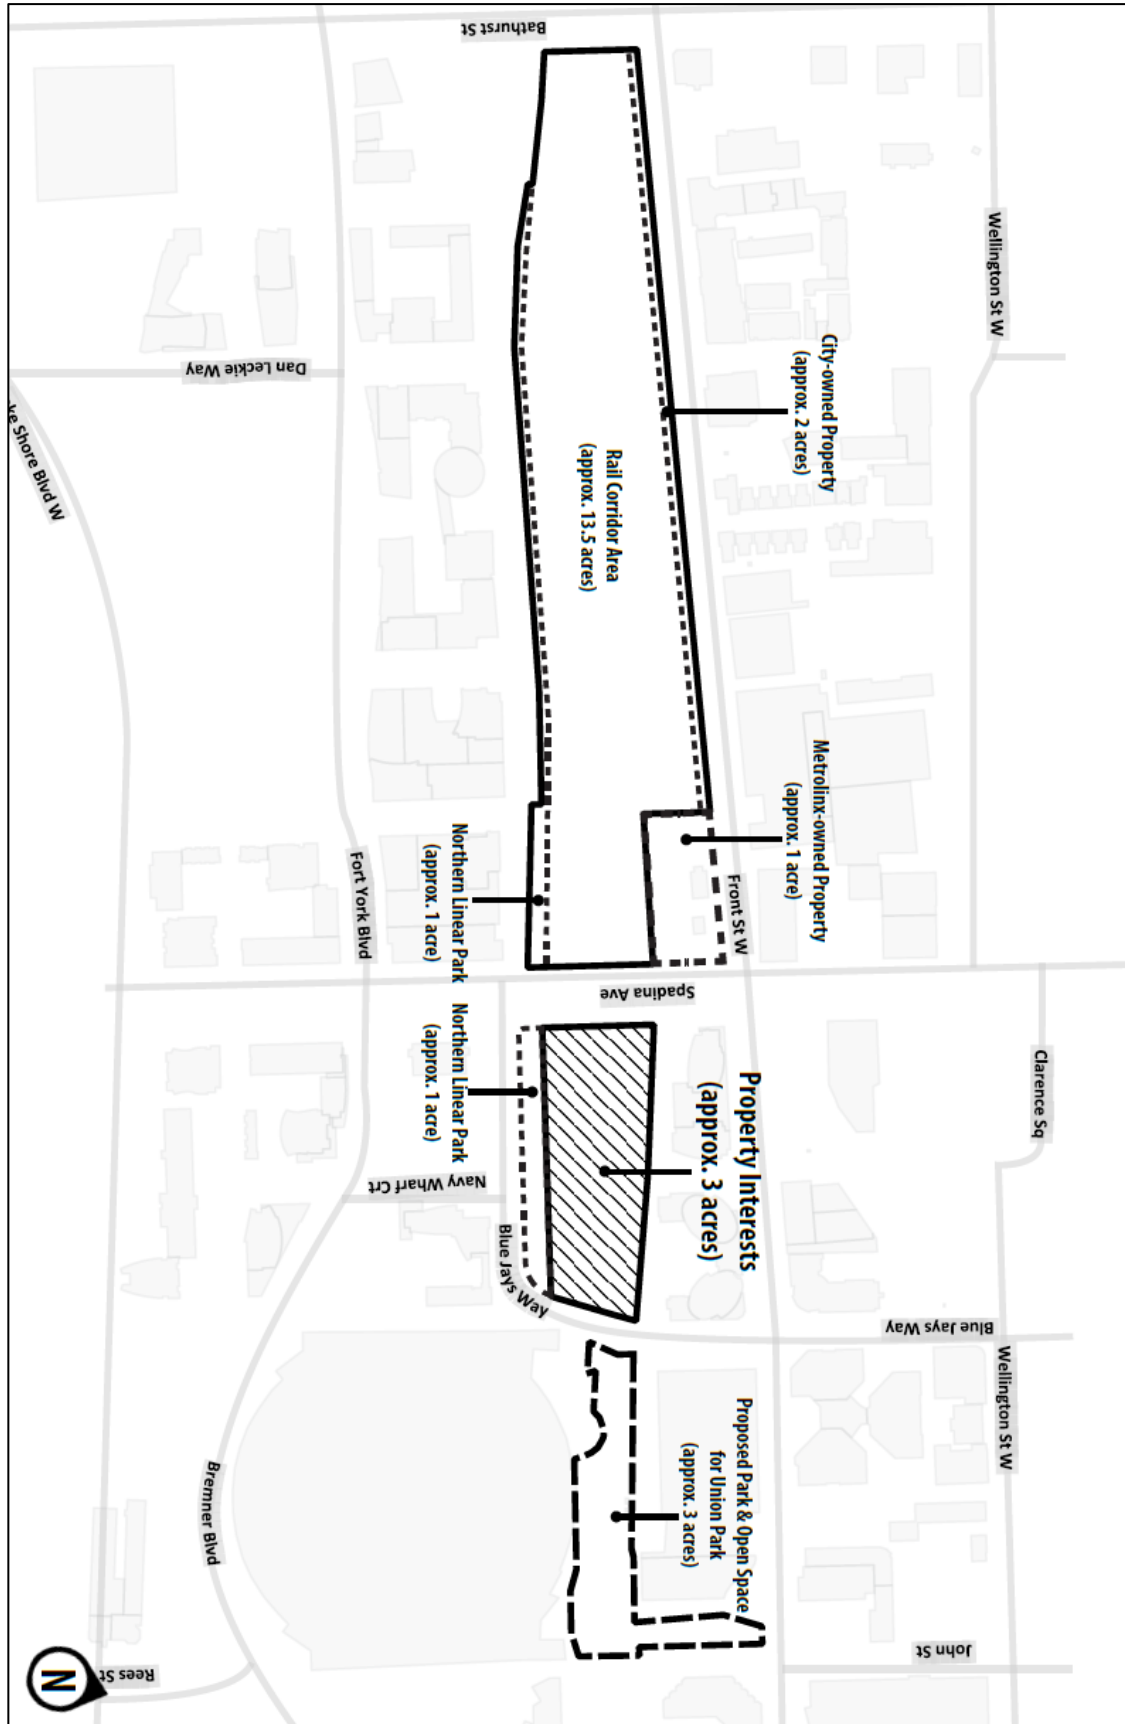 Bathurst St
Wellington St W
City-owned Property
(approx. 2 acres)
Dan Leckie Way
ke Shore Blvd W
Rail Corridor Area
(approx. 13.5 acres)
Metrolinx-owned Property
(approx. 1 acre)
Front St W
Fort York Blvd
Northern Linear Park
(approx. 1 acre)
Spadina Ave
Northern Linear Park
(approx. 1 acre)
Property Interests
(approx. 3 acres)
Clarence Sq
Navy Wharf Crt
Blue Jays Way
Blue Jays Way
Wellington St W
Proposed Park & Open Space
for Union Park
(approx. 3 acres)
Bremner Blvd
John St
Rees St
N